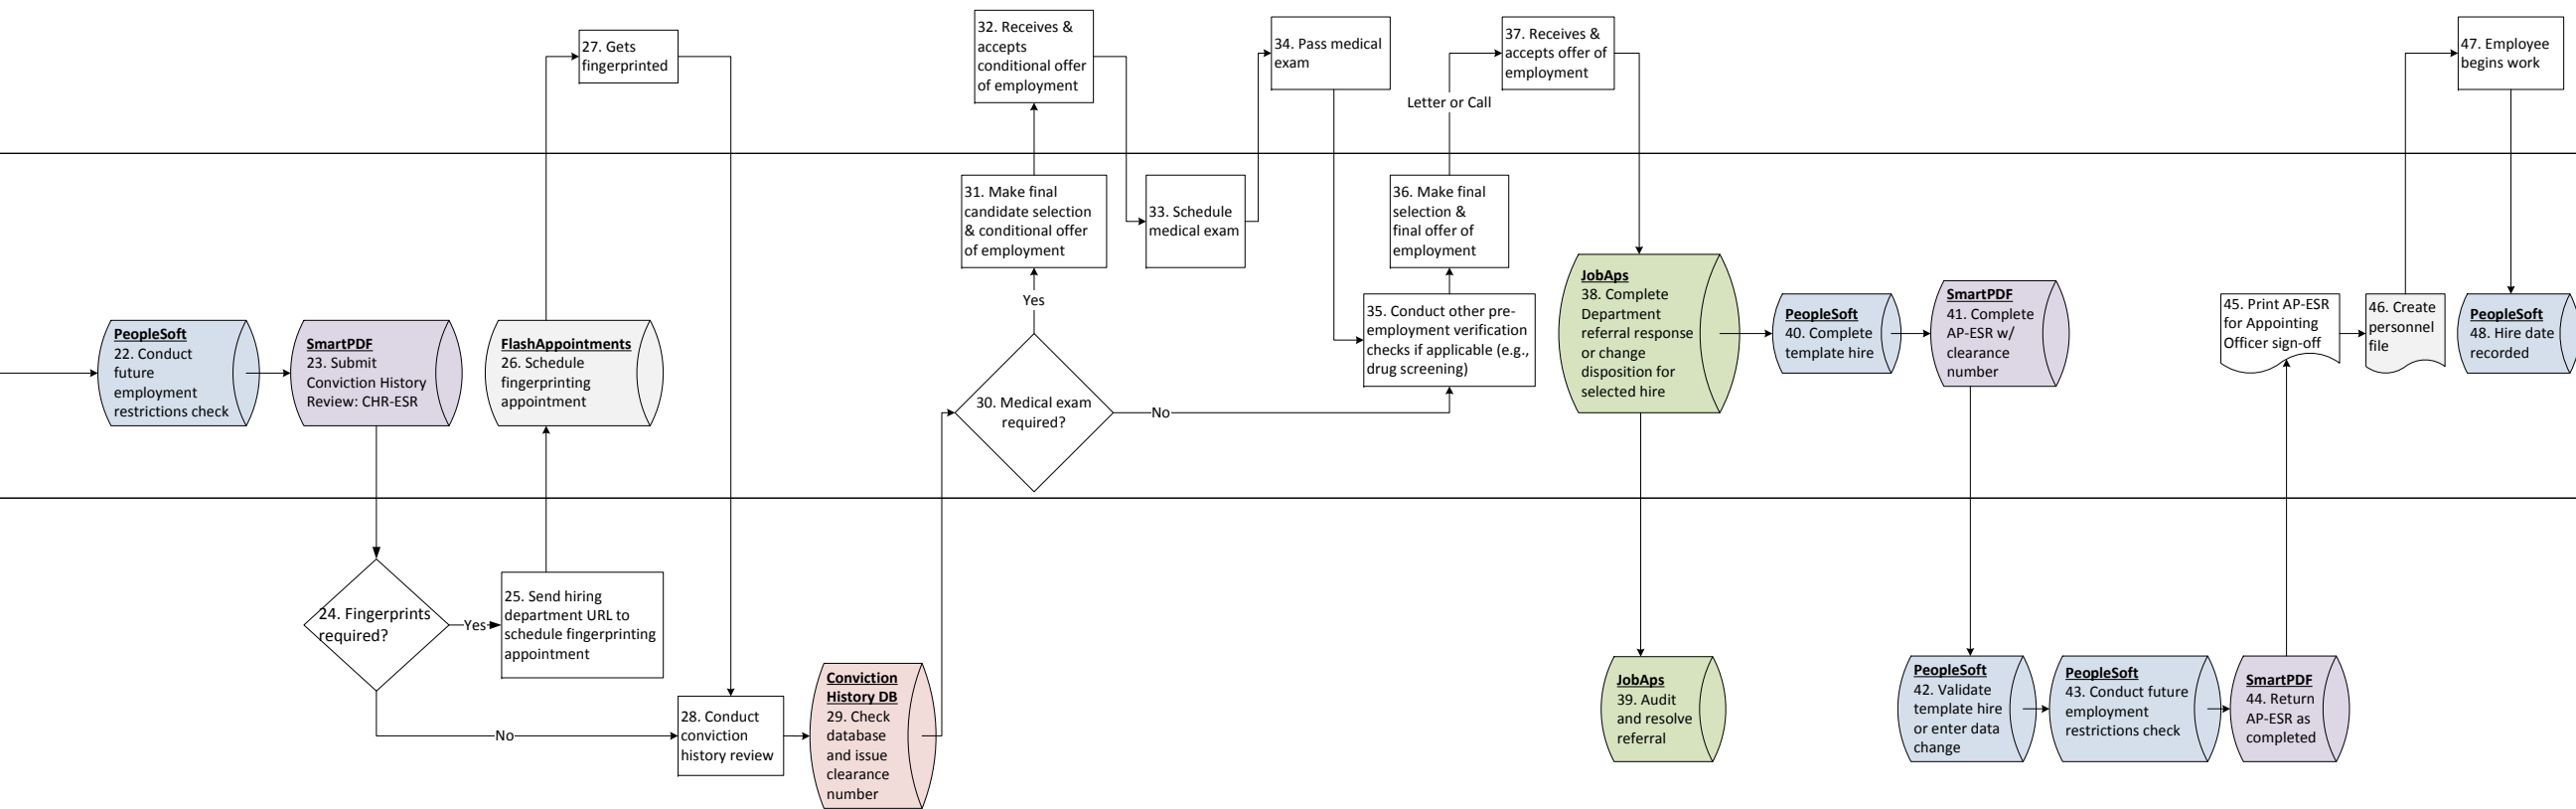 27. Gets
fingerprinted
32. Receives &
accepts
conditional offer
of employment
34. Pass medical
exam
37. Receives &
accepts offer of
employment
47. Employee
begins work
Letter or Call
31. Make final
candidate selection
& conditional offer
of employment
33. Schedule
medical exam
36. Make final
selection &
final offer of
employment
Yes
PeopleSoft
22. Conduct
future
employment
restrictions check
SmartPDF
23. Submit
Conviction History
Review: CHR-ESR
FlashAppointments
26. Schedule
fingerprinting
appointment
30. Medical exam
required?
No
35. Conduct other pre-
employment verification
checks if applicable (e.g.,
drug screening)
JobAps
38. Complete
Department
referral response
or change
disposition for
selected hire
PeopleSoft
40. Complete
template hire
SmartPDF
41. Complete
AP-ESR w/
clearance
number
45. Print AP-ESR
for Appointing
Officer sign-off
46. Create
personnel
file
PeopleSoft
48. Hire date
recorded
24. Fingerprints
required?
Yes
25. Send hiring
department URL to
schedule fingerprinting
appointment
No
28. Conduct
conviction
history review
Conviction
History DB
29. Check
database
and issue
clearance
number
JobAps
39. Audit
and resolve
referral
PeopleSoft
42. Validate
template hire
or enter data
change
PeopleSoft
43. Conduct future
employment
restrictions check
SmartPDF
44. Return
AP-ESR as
completed